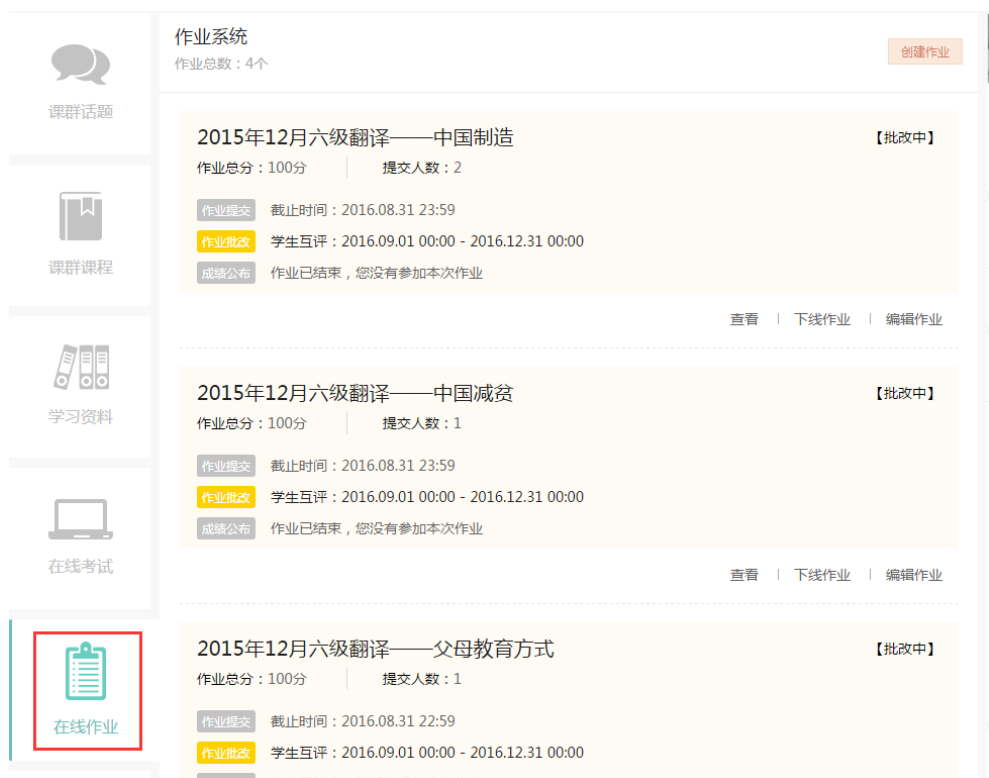 课群话题
课群课程
学习资料
在线考试
在线作业
作业系统
作业总数：4个
创建作业
2015年12月六级翻译——中国制造
【批改中】
作业总分：100分 提交人数：2
作业提交 截止时间：2016.08.31 23:59
作业批改 学生互评：2016.09.01 00:00 - 2016.12.31 00:00
成绩公布 作业已结束，您没有参加本次作业
查看 | 下线作业 | 编辑作业
2015年12月六级翻译——中国减贫
【批改中】
作业总分：100分 提交人数：1
作业提交 截止时间：2016.08.31 23:59
作业批改 学生互评：2016.09.01 00:00 - 2016.12.31 00:00
成绩公布 作业已结束，您没有参加本次作业
查看 | 下线作业 | 编辑作业
2015年12月六级翻译——父母教育方式
【批改中】
作业总分：100分 提交人数：1
作业提交 截止时间：2016.08.31 22:59
作业批改 学生互评：2016.09.01 00:00 - 2016.12.31 00:00